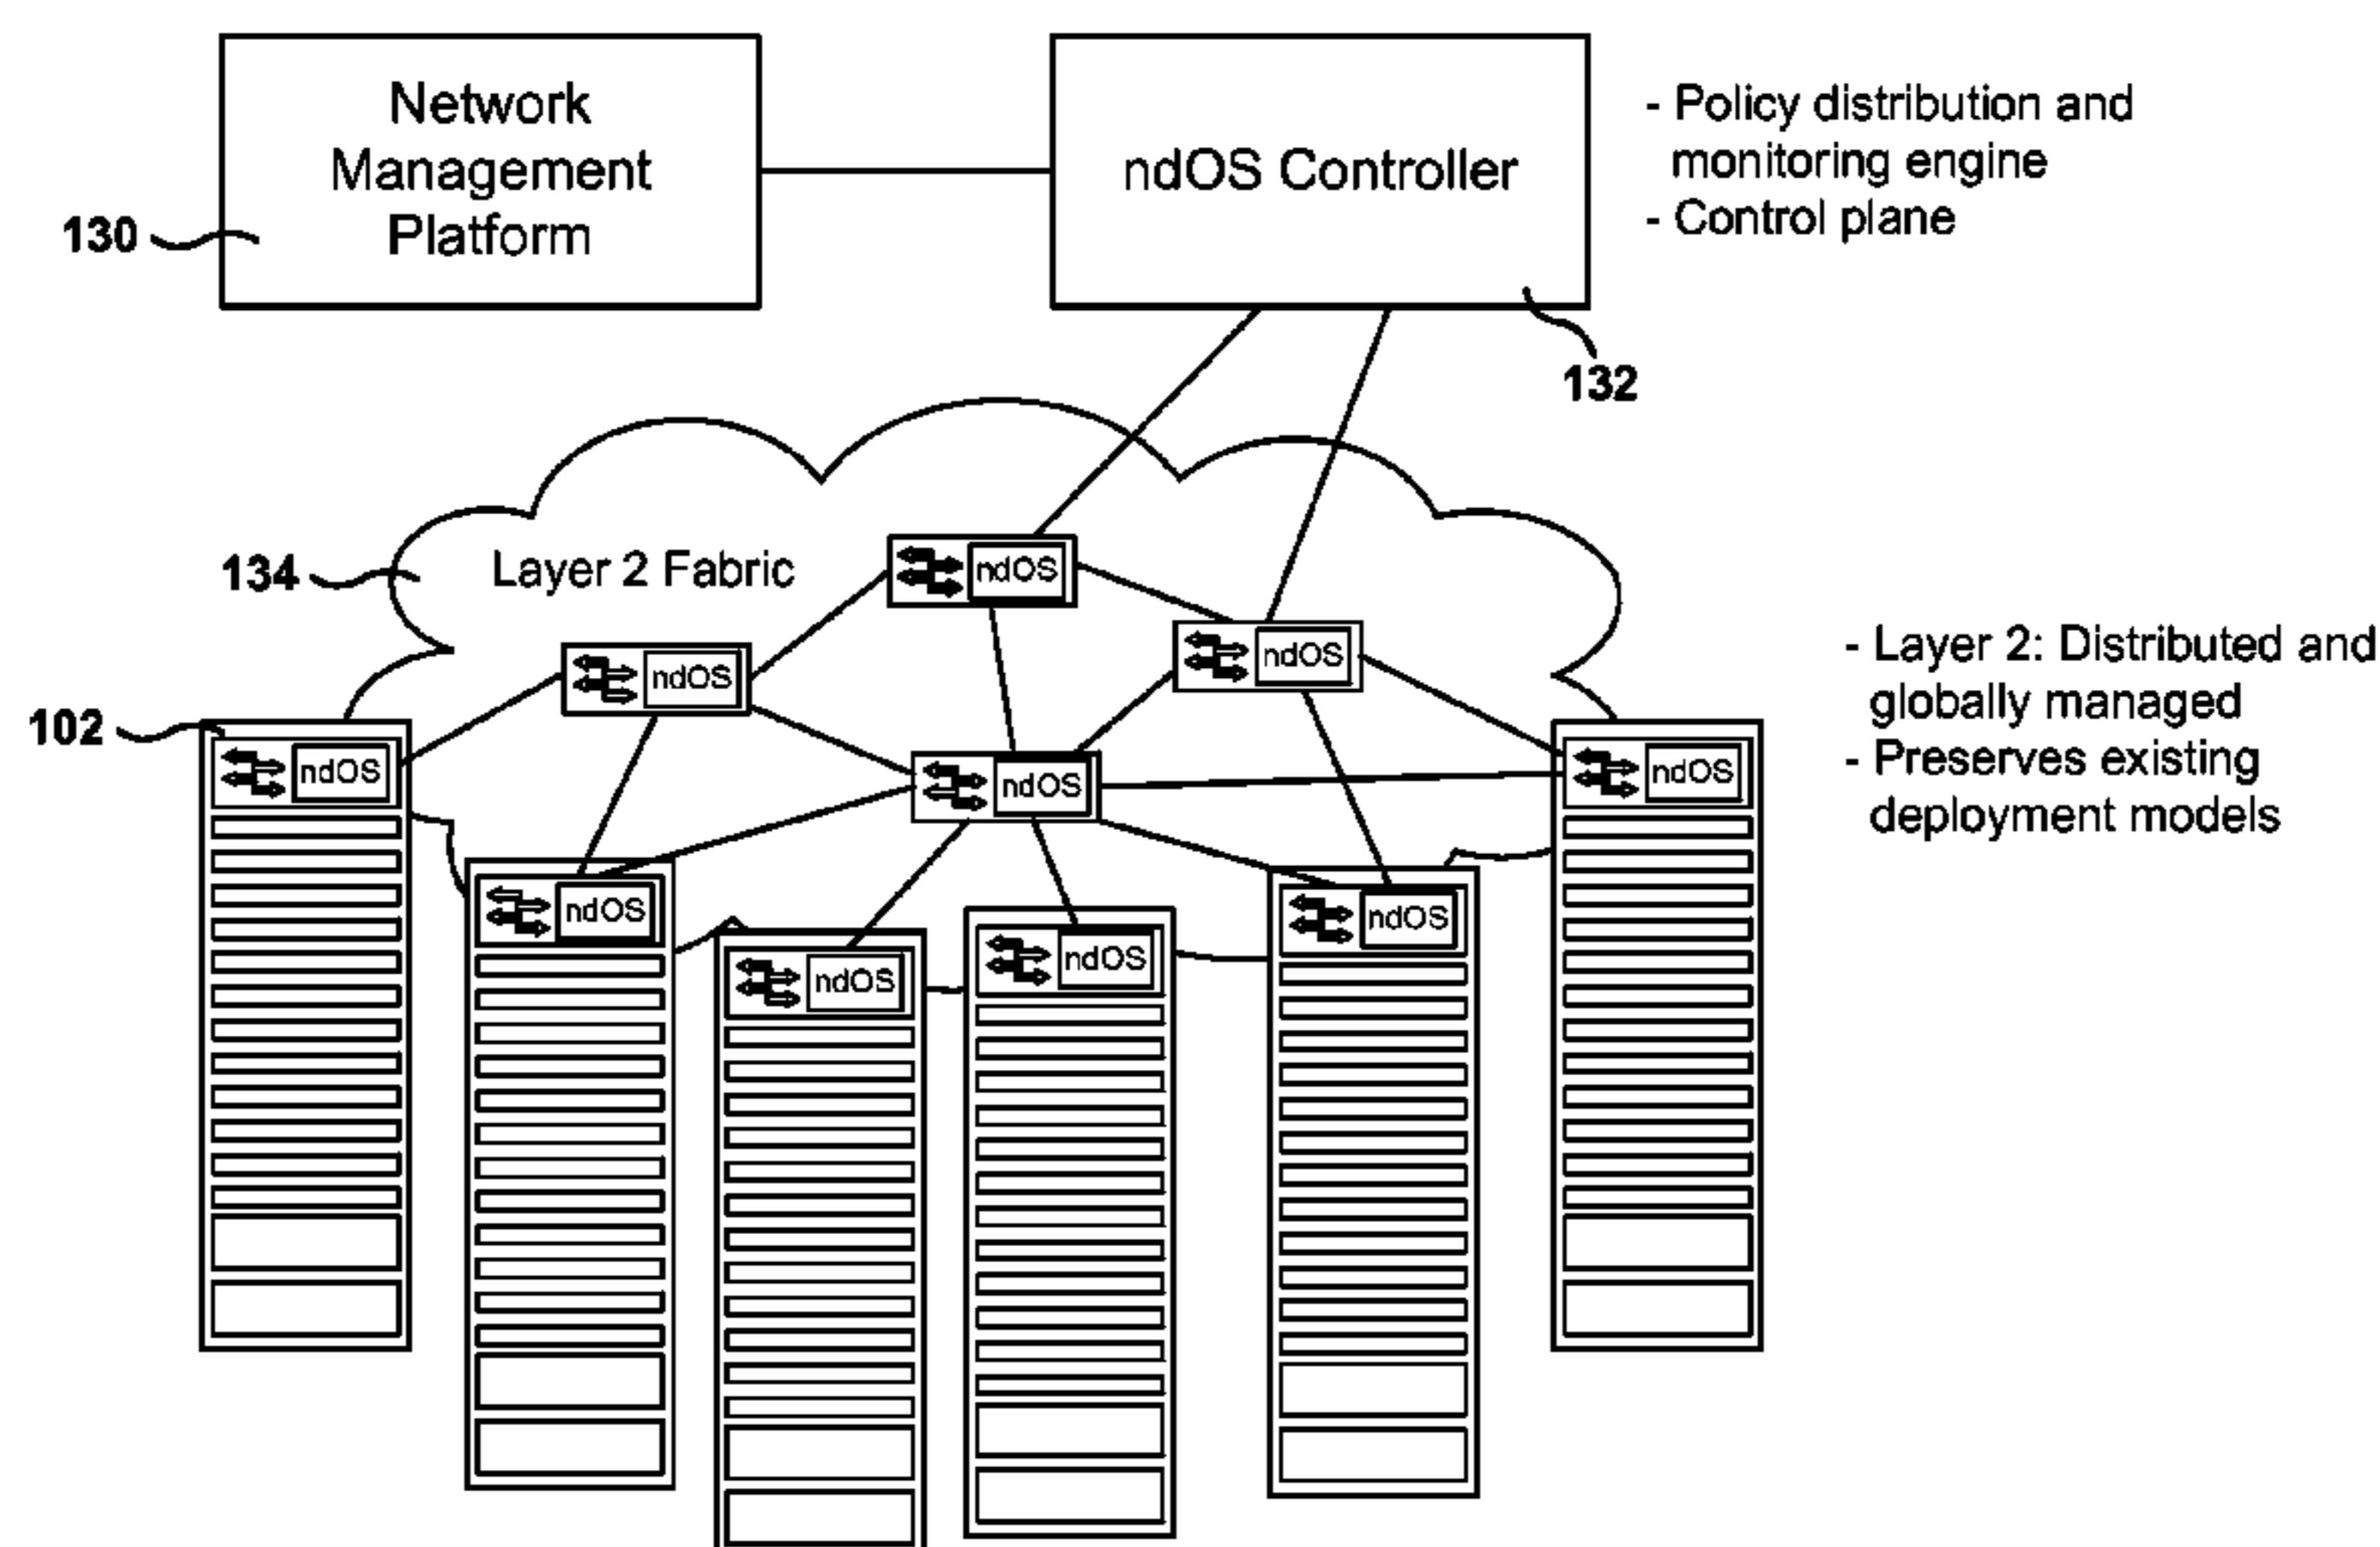 Network
Management
Platform
130
ndOS Controller
132
- Policy distribution and
monitoring engine
- Control plane
134
Layer 2 Fabric
ndOS
ndOS
ndOS
102
ndOS
ndOS
ndOS
ndOS
ndOS
ndOS
ndOS
- Layer 2: Distributed and
globally managed
- Preserves existing
deployment models